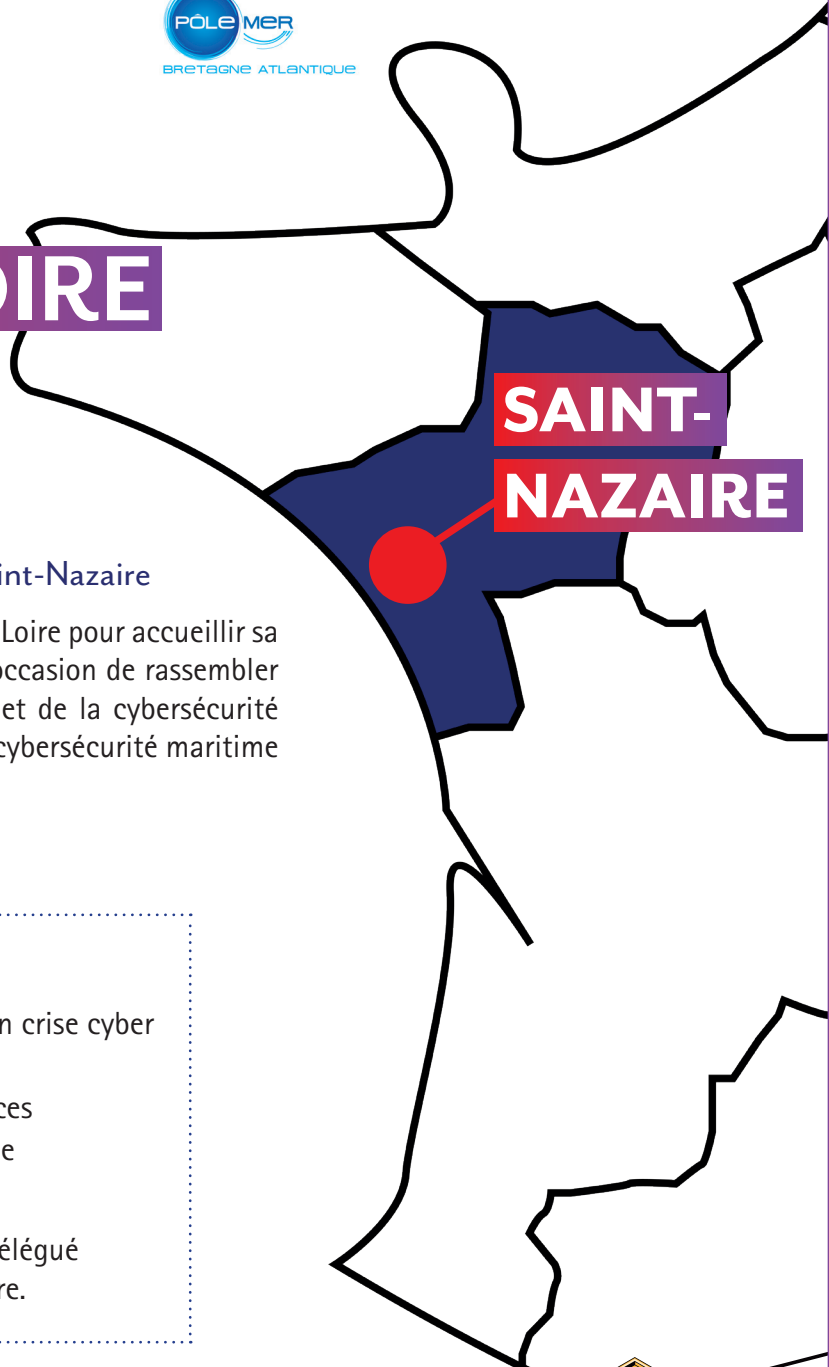 PÔLE MER
BRETAGNE ATLANTIQUE
OIRE
SAINT-
NAZAIRE
int-Nazaire
Loire pour accueillir sa
occasion de rassembler
et de la cybersécurité
cybersécurité maritime
n crise cyber
ces
e
élégué
re.